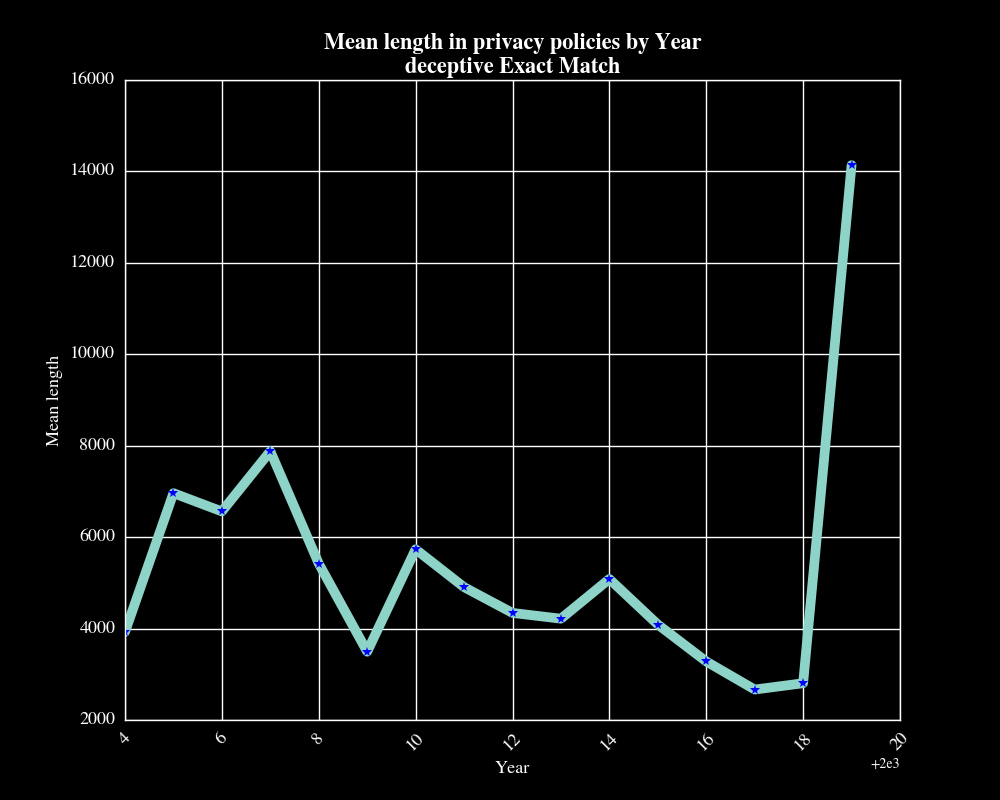 Mean length in privacy policies by Year
deceptive Exact Match
16000
14000
12000
10000
8000
6000
4000
2000
Mean length
4 6 8 10 12 14 16 18 20
Year
+2e3